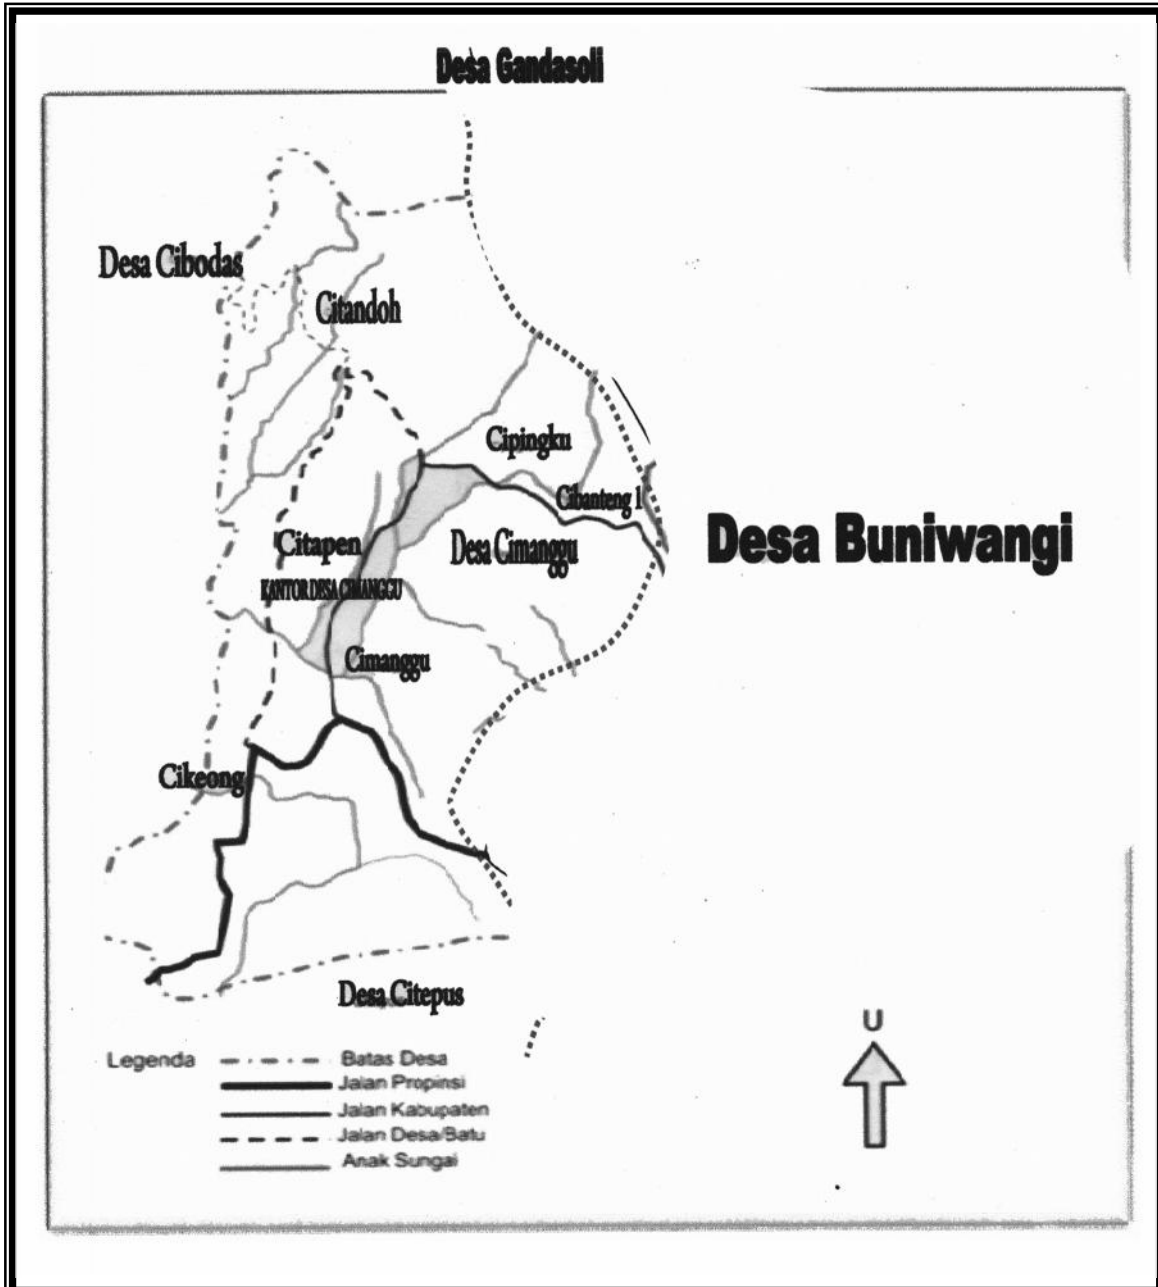 Desa Gandasoli
Desa Cibodas
Citandoh
Cipingku
Cibanteng 1
Desa Buniwangi
Citapen
Desa Cimanggu
KANTOR DESA CIMANGGU
Cimanggu
Cikeong
Desa Citepus
U
Legenda
Batas Desa
Jalan Propinsi
Jalan Kabupaten
Jalan Desa/Batu
Anak Sungai